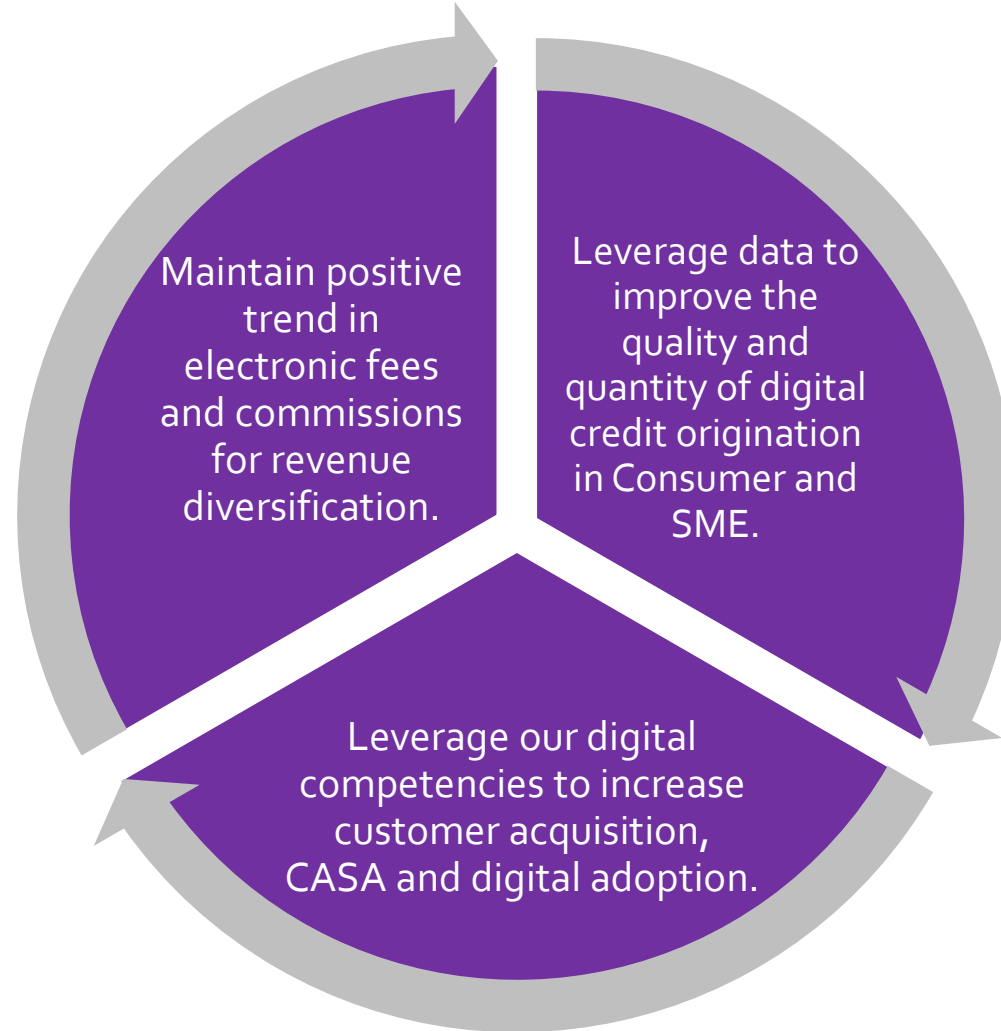 Maintain positive
trend in
electronic fees
and commissions
for revenue
diversification.
Leverage data to
improve the
quality and
quantity of digital
credit origination
in Consumer and
SME.
Leverage our digital
competencies to increase
customer acquisition,
CASA and digital adoption.